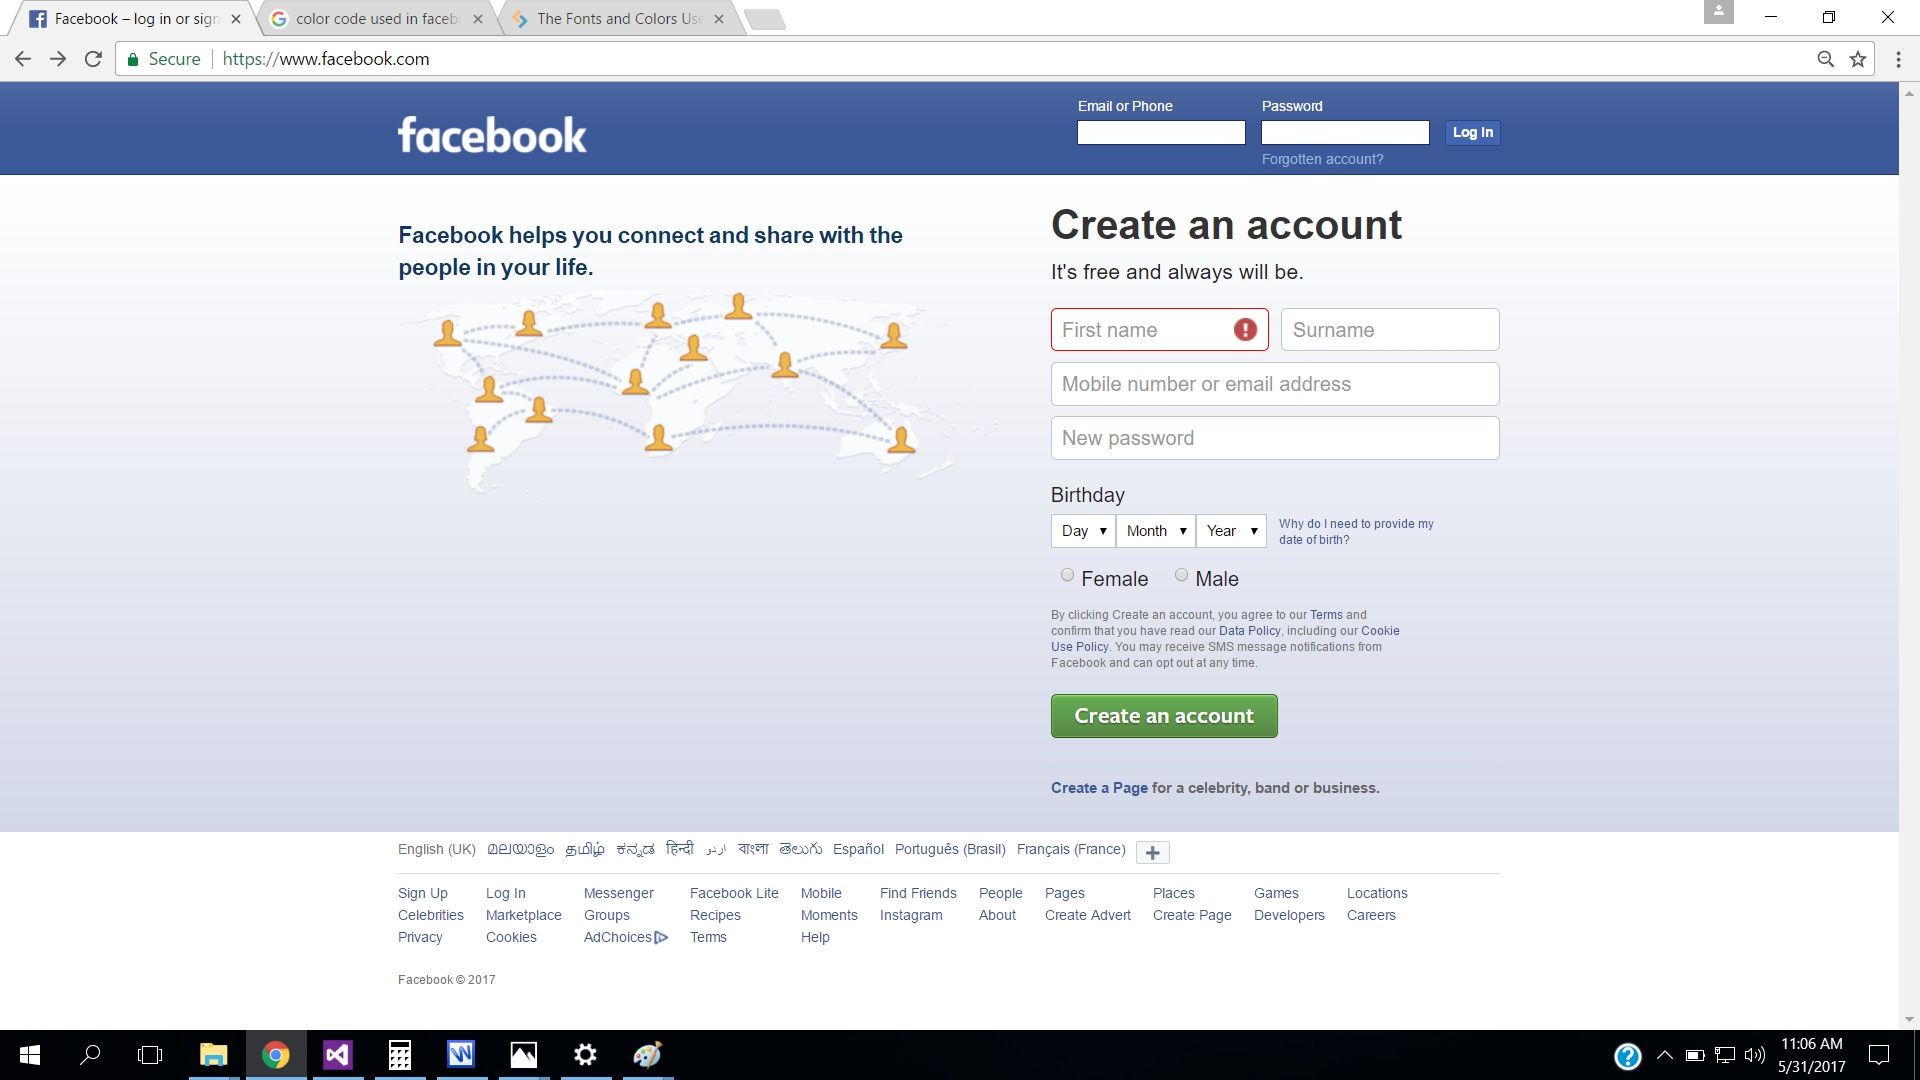 Facebook – log in or sign
color code used in faceb
The Fonts and Colors Use
Secure
https://www.facebook.com
facebook
Email or Phone
Password
Log In
Forgotten account?
Facebook helps you connect and share with the
people in your life.
Create an account
It's free and always will be.
First name
Surname
Mobile number or email address
New password
Birthday
Day
Month
Year
Why do I need to provide my
date of birth?
Female
Male
By clicking Create an account, you agree to our Terms and
confirm that you have read our Data Policy, including our Cookie
Use Policy. You may receive SMS message notifications from
Facebook and can opt out at any time.
Create an account
Create a Page for a celebrity, band or business.
English (UK) മലയാളം தமிழ் ಕನ್ನಡ हिन्दी اردو বাংলা తెలుగు Español Português (Brasil) Français (France)
Sign Up Log In Messenger Facebook Lite Mobile Find Friends People Pages Places Games Locations
Celebrities Marketplace Groups Recipes Moments Instagram About Create Advert Create Page Developers Careers
Privacy Cookies AdChoices Terms Help
Facebook © 2017
11:06 AM
5/31/2017